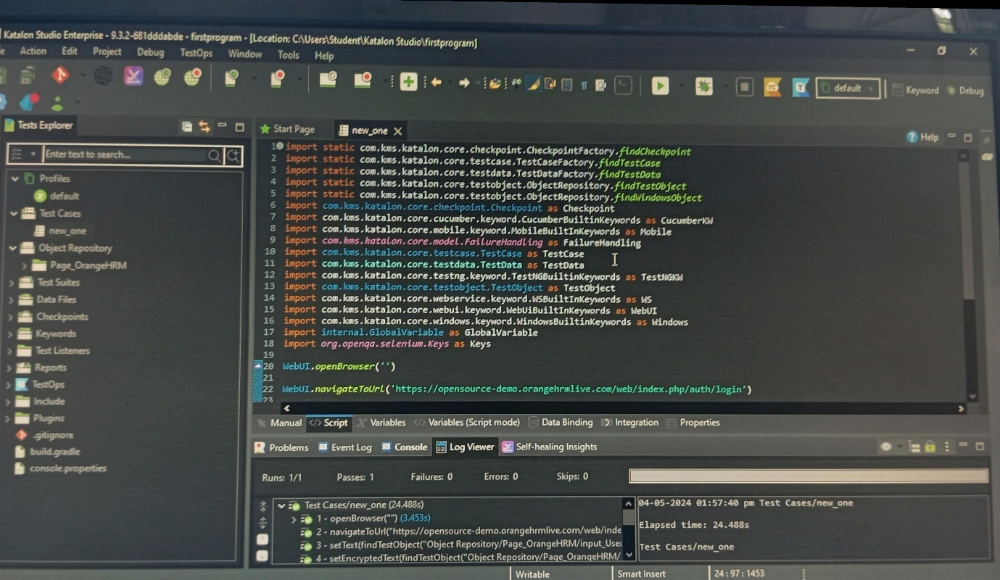 Katalon Studio Enterprise - 9.3.2-681dddabde - firstprogram - [Location: C:\Users\Student\Katalon Studio\firstprogram]
Action Edit Project Debug TestOps Window Tools Help
default Keyword Debug
Tests Explorer
Enter text to search...
Profiles
default
Test Cases
new_one
Object Repository
Page_OrangeHRM
Test Suites
Data Files
Checkpoints
Keywords
Test Listeners
Reports
TestOps
Include
Plugins
.gitignore
build.gradle
console.properties
Start Page new_one Help
1 import static com.kms.katalon.core.checkpoint.CheckpointFactory.findCheckpoint
2 import static com.kms.katalon.core.testcase.TestCaseFactory.findTestCase
3 import static com.kms.katalon.core.testdata.TestDataFactory.findTestData
4 import static com.kms.katalon.core.testobject.ObjectRepository.findTestObject
5 import static com.kms.katalon.core.testobject.ObjectRepository.findWindowsObject
6 import com.kms.katalon.core.checkpoint.Checkpoint as Checkpoint
7 import com.kms.katalon.core.cucumber.keyword.CucumberBuiltinKeywords as CucumberKW
8 import com.kms.katalon.core.mobile.keyword.MobileBuiltInKeywords as Mobile
9 import com.kms.katalon.core.model.FailureHandling as FailureHandling
10 import com.kms.katalon.core.testcase.TestCase as TestCase
11 import com.kms.katalon.core.testdata.TestData as TestData
12 import com.kms.katalon.core.testng.keyword.TestNGBuiltinKeywords as TestNGKW
13 import com.kms.katalon.core.testobject.TestObject as TestObject
14 import com.kms.katalon.core.webservice.keyword.WSBuiltInKeywords as WS
15 import com.kms.katalon.core.webui.keyword.WebUiBuiltInKeywords as WebUI
16 import com.kms.katalon.core.windows.keyword.WindowsBuiltinKeywords as Windows
17 import internal.GlobalVariable as GlobalVariable
18 import org.openqa.selenium.Keys as Keys
19
20 WebUI.openBrowser('')
21
22 WebUI.navigateToUrl('https://opensource-demo.orangehrmlive.com/web/index.php/auth/login')
23
Manual </> Script Variables </> Variables (Script mode) Data Binding Integration Properties
Problems Event Log Console Log Viewer Self-healing Insights
Runs: 1/1 Passes: 1 Failures: 0 Errors: 0 Skips: 0
Test Cases/new_one (24.488s)
1 - openBrowser("") (3.453s)
2 - navigateToUrl("https://opensource-demo.orangehrmlive.com/web/inde
3 - setText(findTestObject("Object Repository/Page_OrangeHRM/input_Use
4 - setEncryptedText(findTestObject("Object Repository/Page_OrangeHRM/
04-05-2024 01:57:40 pm Test Cases/new_one
Elapsed time: 24.488s
Test Cases/new_one
Writable Smart Insert 24:97:1453